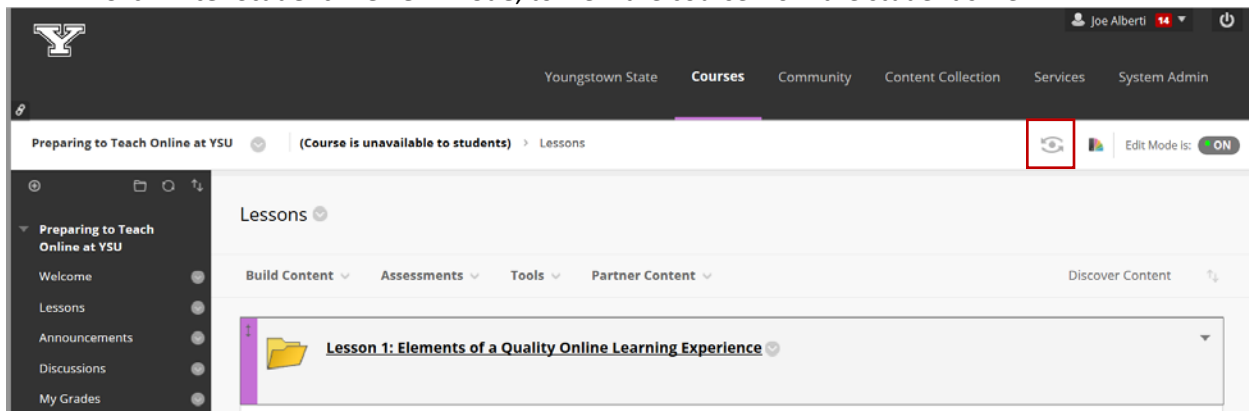 Y
Joe Alberti 14
Youngstown State Courses Community Content Collection Services System Admin
Preparing to Teach Online at YSU (Course is unavailable to students) > Lessons Edit Mode is: ON
Lessons
Preparing to Teach
Online at YSU
Build Content Assessments Tools Partner Content Discover Content
Welcome
Lessons
Announcements
Discussions
My Grades
Lesson 1: Elements of a Quality Online Learning Experience